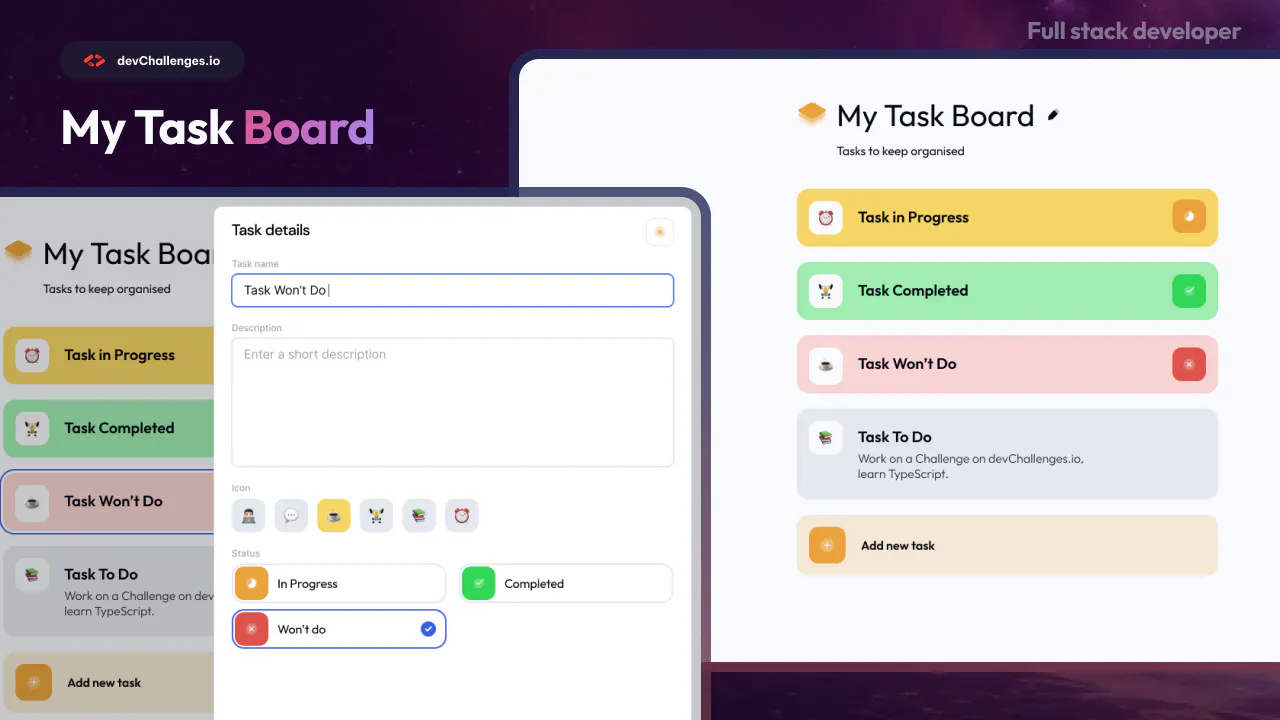 Full stack developer
devChallenges.io
My Task Board
My Task Board
Tasks to keep organised
Task in Progress
Task Completed
Task Won't Do
Task To Do
Work on a Challenge on devChallenges.io,
learn TypeScript.
Add new task
My Task Boar
Tasks to keep organised
Task in Progress
Task Completed
Task Won't Do
Task To Do
Work on a Challenge on dev
learn TypeScript.
Add new task
Task details
Task name
Task Won't Do
Description
Enter a short description
Icon
Status
In Progress
Completed
Won't do